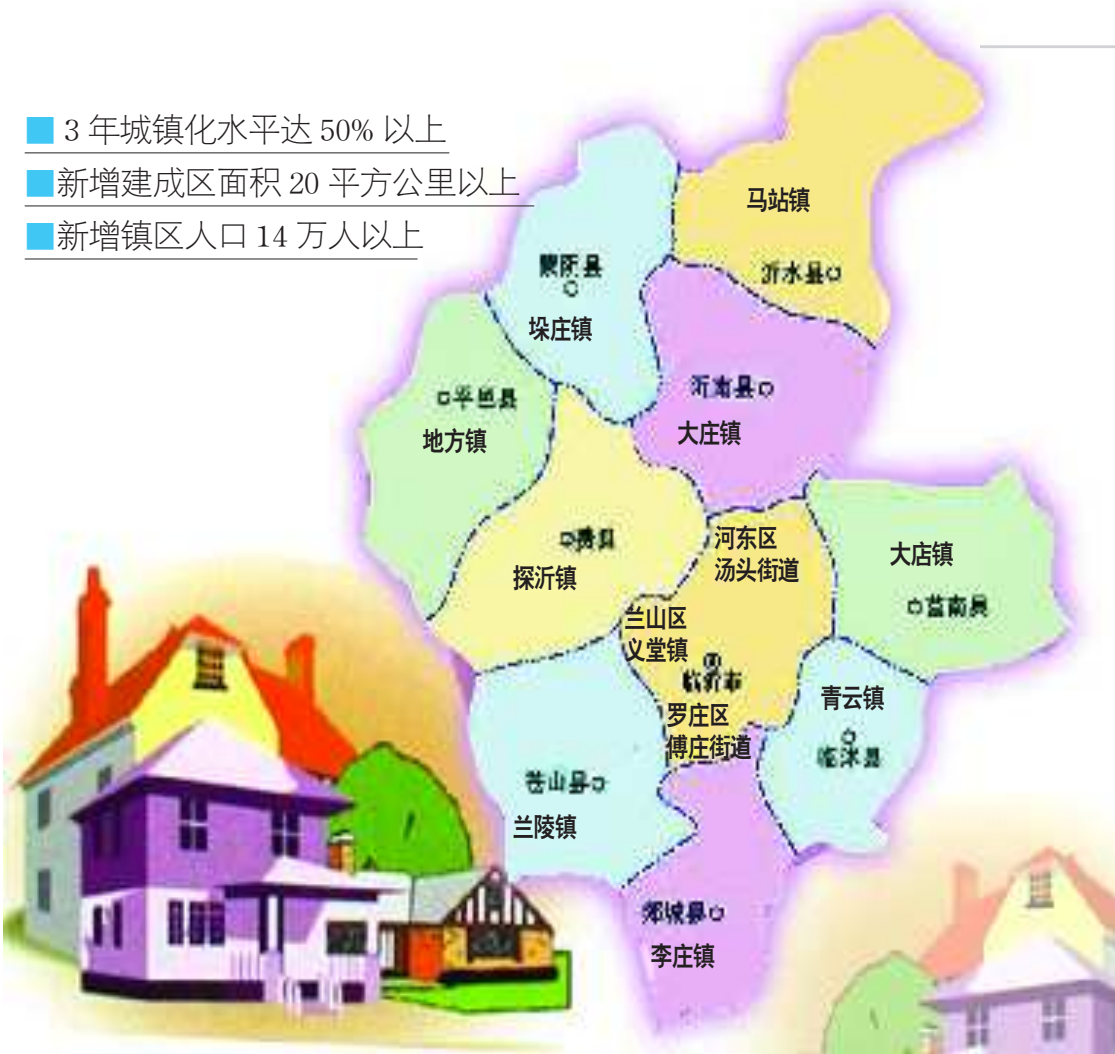 ■ 3 年城镇化水平达 50% 以上
■新增建成区面积 20 平方公里以上
■新增镇区人口 14 万人以上
马站镇
沂水县
蒙阴县
垛庄镇
沂南县
大庄镇
平邑县
地方镇
费县
探沂镇
河东区
汤头街道
大店镇
莒南县
兰山区
义堂镇
临沂市
罗庄区
傅庄街道
青云镇
临沭县
苍山县
兰陵镇
郯城县
李庄镇